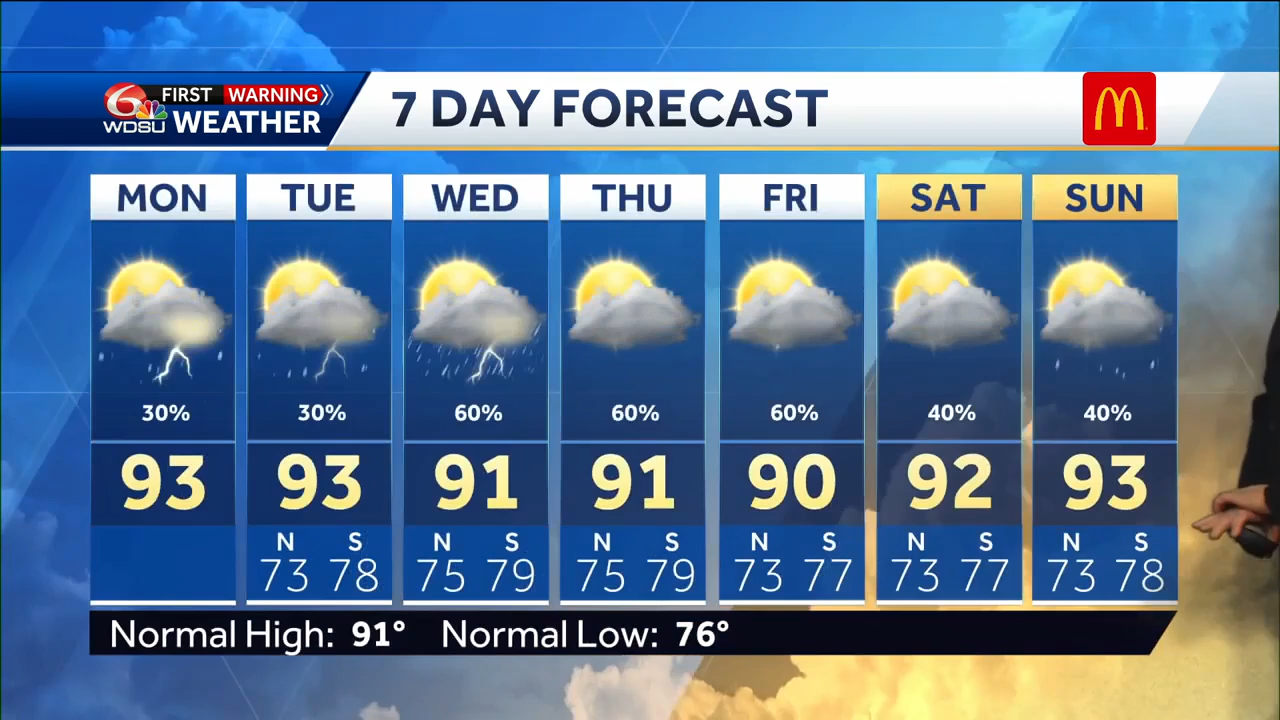 6 FIRST WARNING
WDSU WEATHER
7 DAY FORECAST
M
MON TUE WED THU FRI SAT SUN
30% 30% 60% 60% 60% 40% 40%
93 93 91 91 90 92 93
N S N S N S N S N S N S
73 78 75 79 75 79 73 77 73 77 73 78
Normal High: 91° Normal Low: 76°